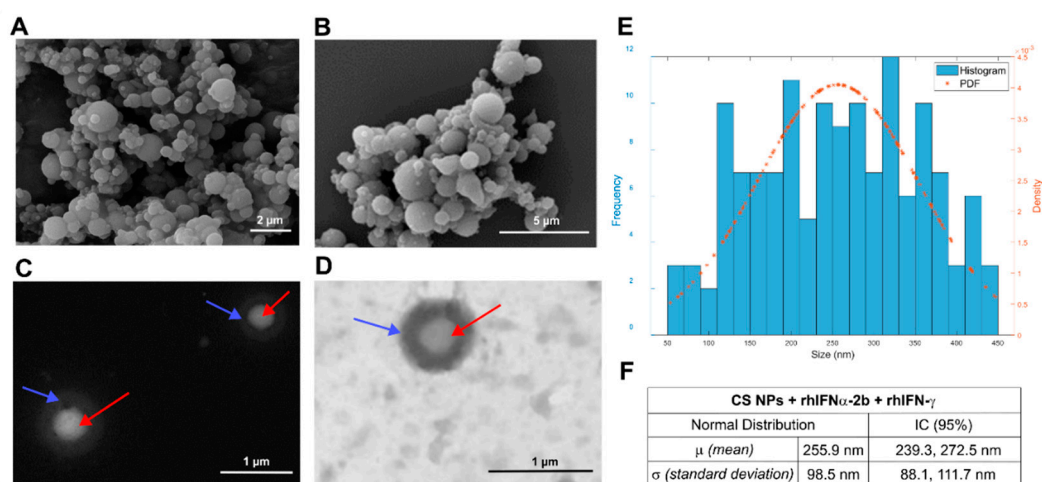 A
B
2 µm
5 µm
C
D
1 µm
1 µm
E
×10⁻³
Histogram
PDF
12
10
8
6
4
2
0
Frequency
4.5
4
3.5
3
2.5
2
1.5
1
0.5
0
Density
50 100 150 200 250 300 350 400 450
Size (nm)
F
CS NPs + rhIFNα-2b + rhIFN-γ
Normal Distribution IC (95%)
µ (mean) 255.9 nm 239.3, 272.5 nm
σ (standard deviation) 98.5 nm 88.1, 111.7 nm